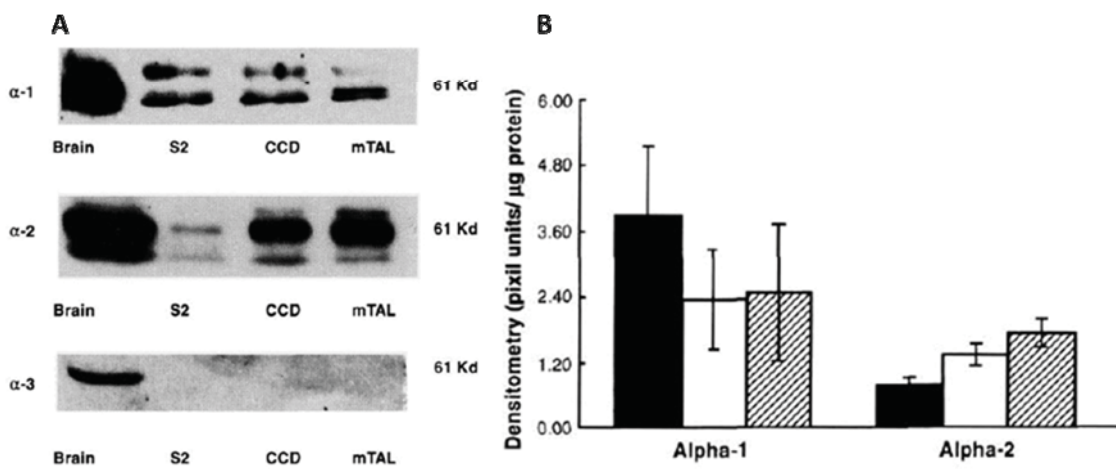 A
α-1
61 Kd
Brain S2 CCD mTAL
α-2
61 Kd
Brain S2 CCD mTAL
α-3
61 Kd
Brain S2 CCD mTAL
B
Densitometry (pixil units/ μg protein)
6.00
4.80
3.60
2.40
1.20
0.00
Alpha-1 Alpha-2